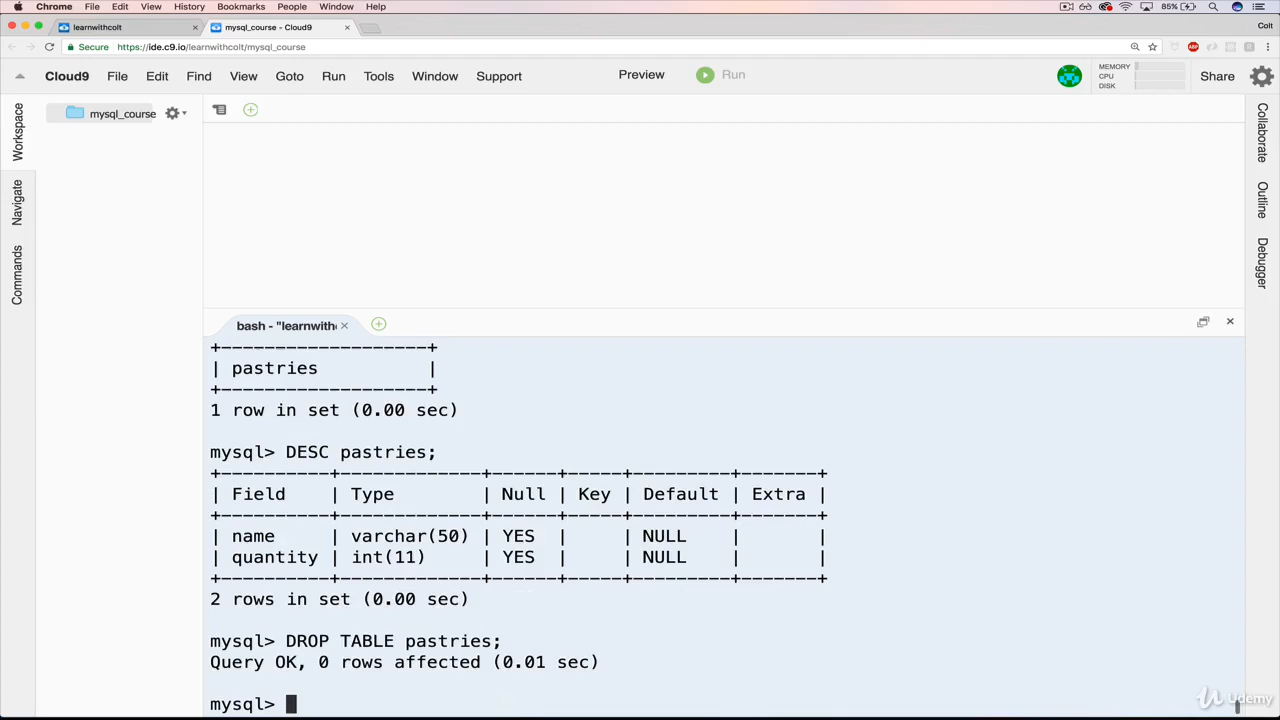 Chrome File Edit View History Bookmarks People Window Help 85%
learnwithcolt mysql_course - Cloud9 Colt
Secure https://ide.c9.io/learnwithcolt/mysql_course
Cloud9 File Edit Find View Goto Run Tools Window Support Preview Run MEMORY CPU DISK Share
Workspace
Navigate
Commands
mysql_course
Collaborate
Outline
Debugger
bash - "learnwith
+-------------------+
| pastries |
+-------------------+
1 row in set (0.00 sec)
mysql> DESC pastries;
+----------+-------------+------+-----+---------+-------+
| Field | Type | Null | Key | Default | Extra |
+----------+-------------+------+-----+---------+-------+
| name | varchar(50) | YES | | NULL | |
| quantity | int(11) | YES | | NULL | |
+----------+-------------+------+-----+---------+-------+
2 rows in set (0.00 sec)
mysql> DROP TABLE pastries;
Query OK, 0 rows affected (0.01 sec)
mysql>
Udemy